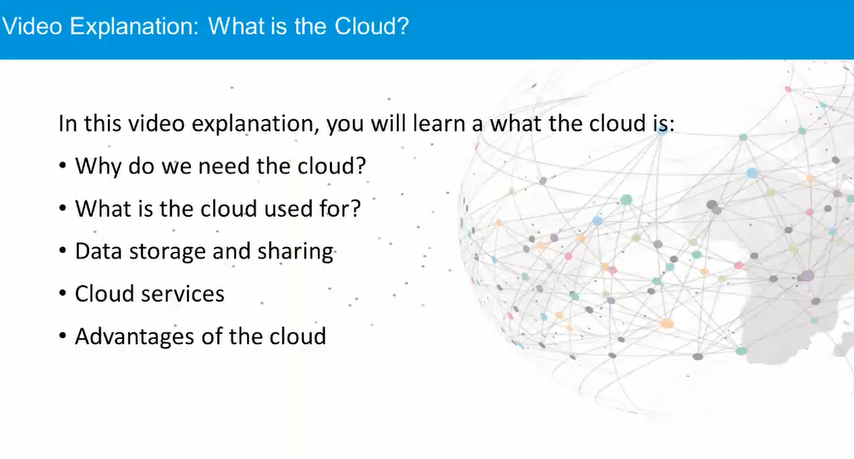 Video Explanation: What is the Cloud?
In this video explanation, you will learn a what the cloud is:
• Why do we need the cloud?
• What is the cloud used for?
• Data storage and sharing
• Cloud services
• Advantages of the cloud